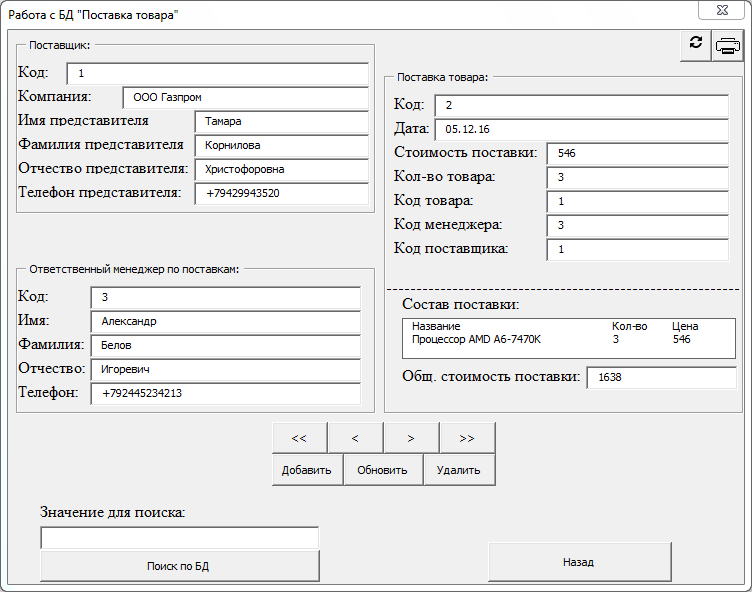 Работа с БД "Поставка товара"
Поставщик:
Код: 1
Компания: ООО Газпром
Имя представителя Тамара
Фамилия представителя Корнилова
Отчество представителя: Христофоровна
Телефон представителя: +79429943520
Ответственный менеджер по поставкам:
Код: 3
Имя: Александр
Фамилия: Белов
Отчество: Игоревич
Телефон: +792445234213
Поставка товара:
Код: 2
Дата: 05.12.16
Стоимость поставки: 546
Кол-во товара: 3
Код товара: 1
Код менеджера: 3
Код поставщика: 1
Состав поставки:
Название Кол-во Цена
Процессор AMD A6-7470K 3 546
Общ. стоимость поставки: 1638
<< < > >>
Добавить Обновить Удалить
Значение для поиска:
Поиск по БД
Назад